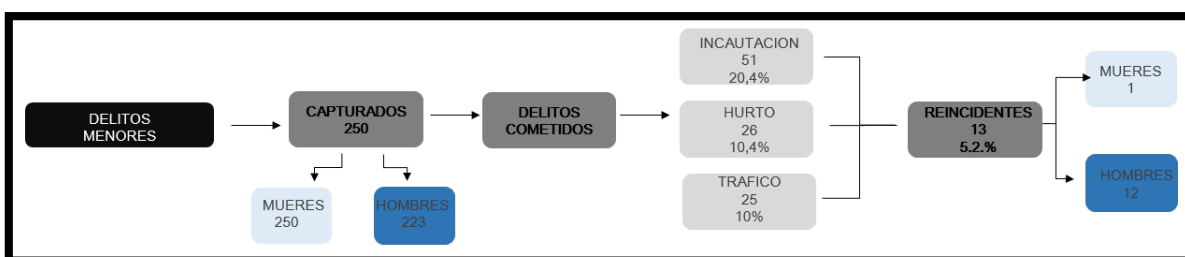 DELITOS
MENORES
CAPTURADOS
250
MUERES
250
HOMBRES
223
DELITOS
COMETIDOS
INCAUTACION
51
20,4%
HURTO
26
10,4%
TRAFICO
25
10%
REINCIDENTES
13
5.2.%
MUERES
1
HOMBRES
12